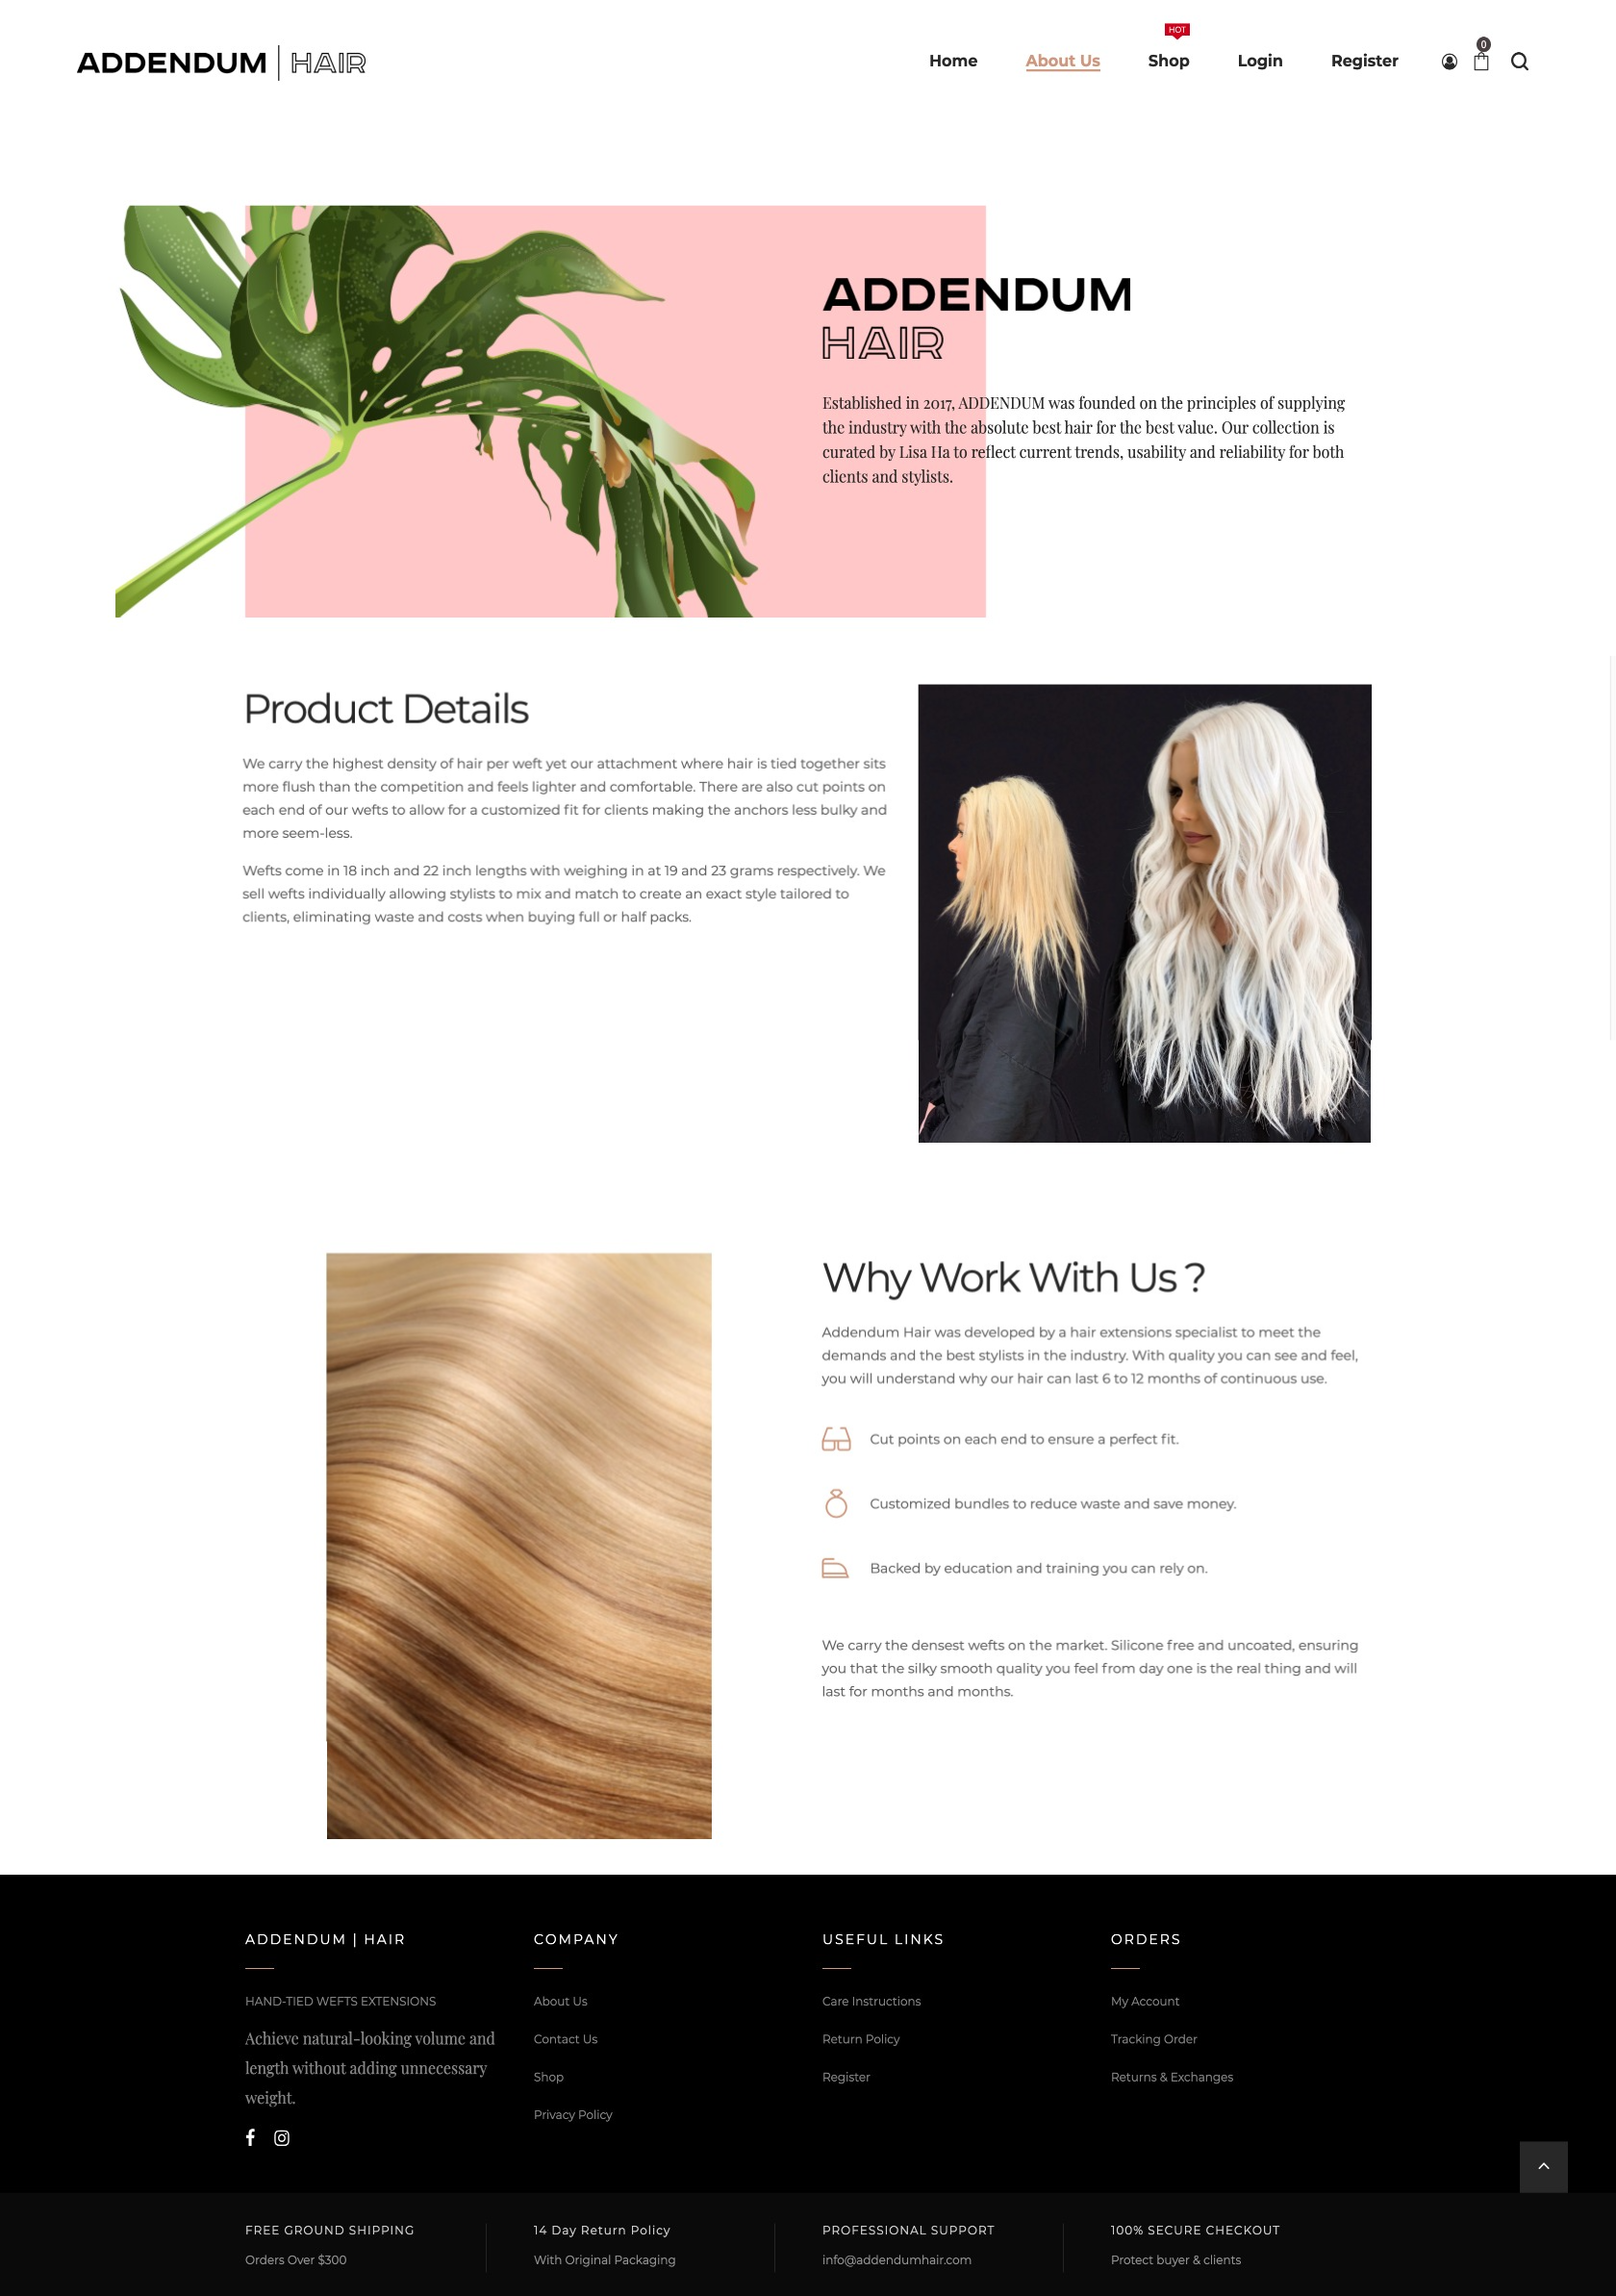 ADDENDUM | HAIR
HOT
Home About Us Shop Login Register 0
ADDENDUM
HAIR
Established in 2017, ADDENDUM was founded on the principles of supplying
the industry with the absolute best hair for the best value. Our collection is
curated by Lisa Ha to reflect current trends, usability and reliability for both
clients and stylists.
Product Details
We carry the highest density of hair per weft yet our attachment where hair is tied together sits
more flush than the competition and feels lighter and comfortable. There are also cut points on
each end of our wefts to allow for a customized fit for clients making the anchors less bulky and
more seem-less.
Wefts come in 18 inch and 22 inch lengths with weighing in at 19 and 23 grams respectively. We
sell wefts individually allowing stylists to mix and match to create an exact style tailored to
clients, eliminating waste and costs when buying full or half packs.
Why Work With Us ?
Addendum Hair was developed by a hair extensions specialist to meet the
demands and the best stylists in the industry. With quality you can see and feel,
you will understand why our hair can last 6 to 12 months of continuous use.
Cut points on each end to ensure a perfect fit.
Customized bundles to reduce waste and save money.
Backed by education and training you can rely on.
We carry the densest wefts on the market. Silicone free and uncoated, ensuring
you that the silky smooth quality you feel from day one is the real thing and will
last for months and months.
ADDENDUM | HAIR
HAND-TIED WEFTS EXTENSIONS
Achieve natural-looking volume and
length without adding unnecessary
weight.
COMPANY
About Us
Contact Us
Shop
Privacy Policy
USEFUL LINKS
Care Instructions
Return Policy
Register
ORDERS
My Account
Tracking Order
Returns & Exchanges
FREE GROUND SHIPPING
Orders Over $300
14 Day Return Policy
With Original Packaging
PROFESSIONAL SUPPORT
info@addendumhair.com
100% SECURE CHECKOUT
Protect buyer & clients